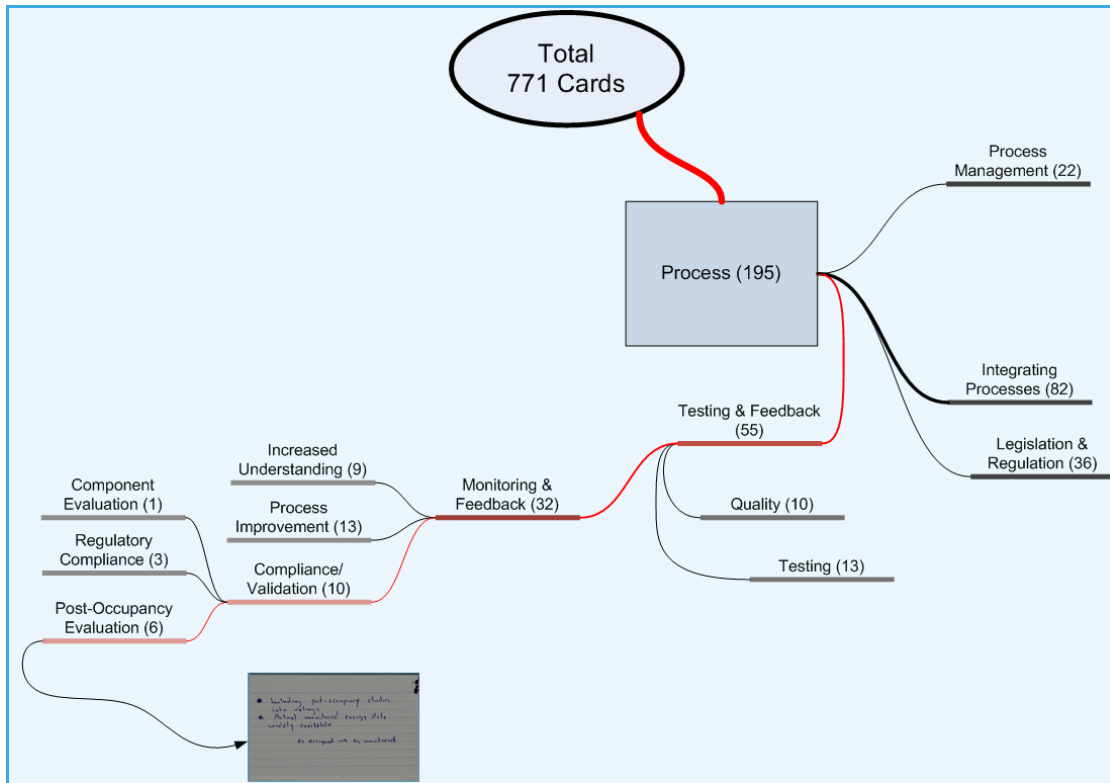 Total
771 Cards
Process
Management (22)
Process (195)
Integrating
Processes (82)
Testing & Feedback
(55)
Legislation &
Regulation (36)
Increased
Understanding (9)
Monitoring &
Feedback (32)
Component
Evaluation (1)
Process
Improvement (13)
Quality (10)
Regulatory
Compliance (3)
Compliance/
Validation (10)
Testing (13)
Post-Occupancy
Evaluation (6)
Including post-occupancy studies
into ratings
Actual monitored energy data
widely available
as designed → as monitored